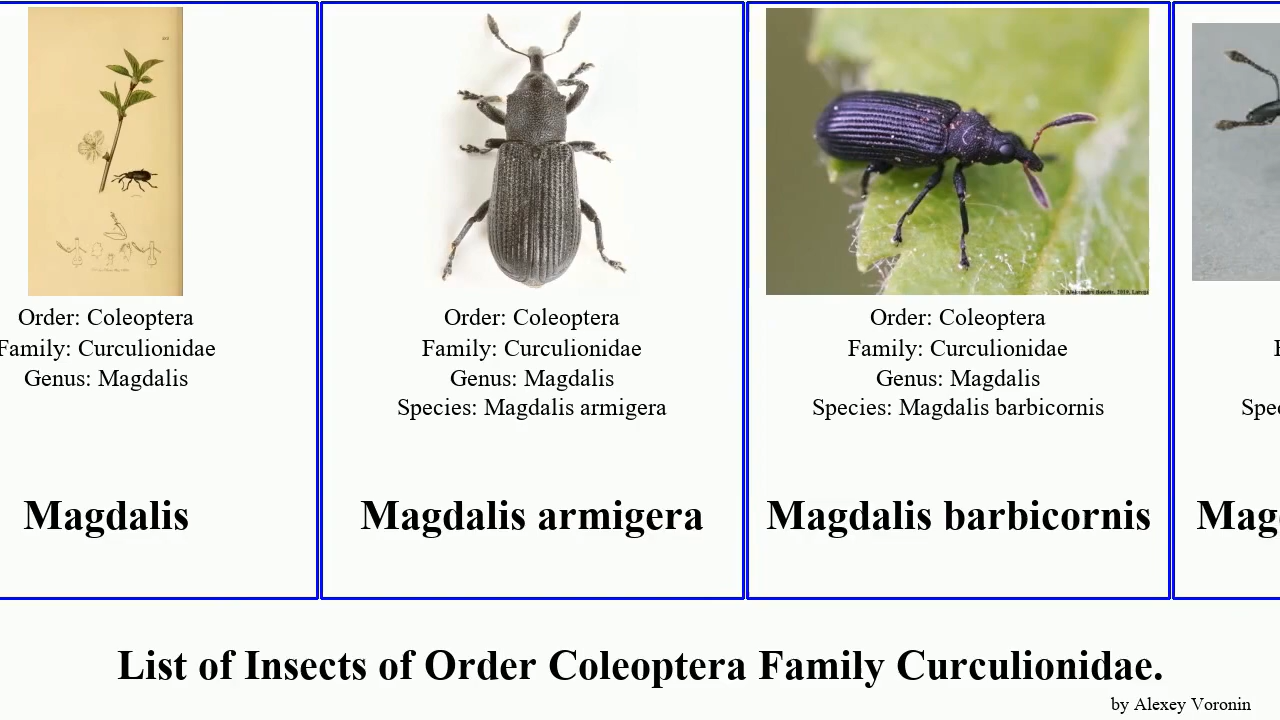 Order: Coleoptera
Family: Curculionidae
Genus: Magdalis
Magdalis
Order: Coleoptera
Family: Curculionidae
Genus: Magdalis
Species: Magdalis armigera
Magdalis armigera
Order: Coleoptera
Family: Curculionidae
Genus: Magdalis
Species: Magdalis barbicornis
Magdalis barbicornis
List of Insects of Order Coleoptera Family Curculionidae.
by Alexey Voronin